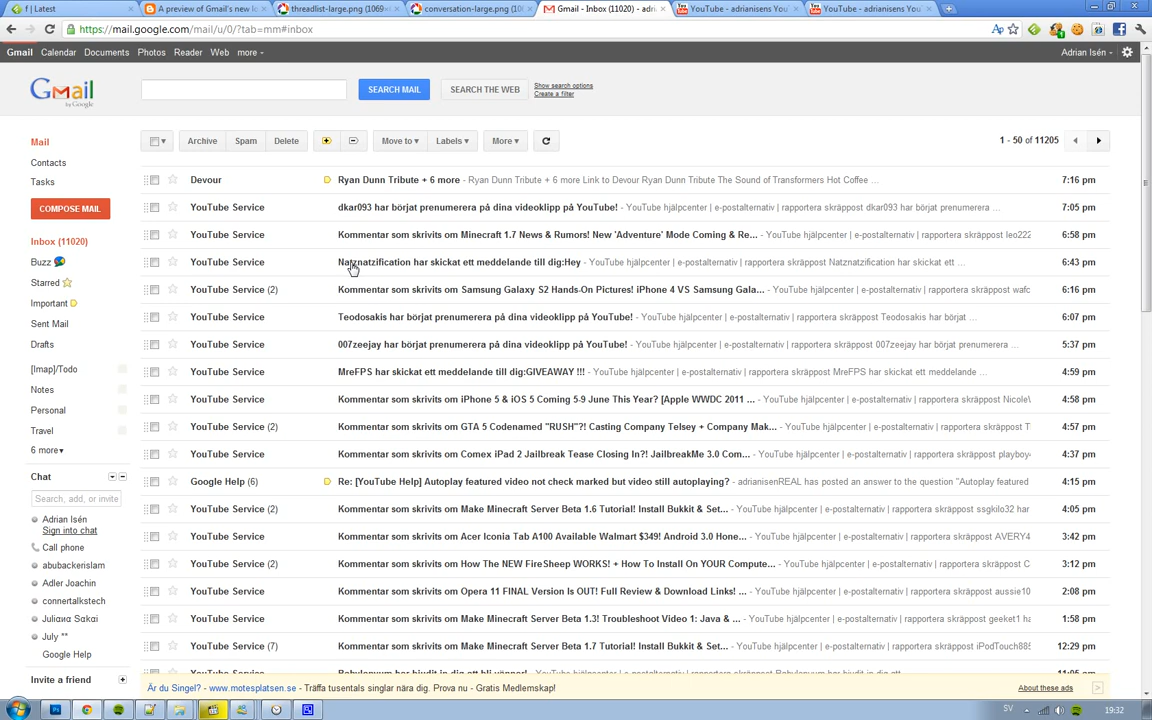 f | Latest
A preview of Gmail's new lo
threadlist-large.png (1069×
conversation-large.png (100
Gmail - Inbox (11020) - adria
YouTube - adrianisens You
YouTube - adrianisens You
https://mail.google.com/mail/u/0/?tab=mm#inbox
Gmail Calendar Documents Photos Reader Web more
Adrian Isén
Gmail
by Google
SEARCH MAIL
SEARCH THE WEB
Show search options
Create a filter
Archive Spam Delete Move to Labels More
1 - 50 of 11205
Mail
Contacts
Tasks
COMPOSE MAIL
Inbox (11020)
Buzz
Starred
Important
Sent Mail
Drafts
[Imap]/Todo
Notes
Personal
Travel
6 more
Chat
Search, add, or invite
Adrian Isén
Sign into chat
Call phone
abubackerislam
Adler Joachin
connertalkstech
Juliana Sakai
July **
Google Help
Invite a friend
Devour Ryan Dunn Tribute + 6 more - Ryan Dunn Tribute + 6 more Link to Devour Ryan Dunn Tribute The Sound of Transformers Hot Coffee ... 7:16 pm
YouTube Service dkar093 har börjat prenumerera på dina videoklipp på YouTube! - YouTube hjälpcenter | e-postalternativ | rapportera skräppost dkar093 har börjat prenumerera ... 7:05 pm
YouTube Service Kommentar som skrivits om Minecraft 1.7 News & Rumors! New 'Adventure' Mode Coming & Re... - YouTube hjälpcenter | e-postalternativ | rapportera skräppost leo222 6:58 pm
YouTube Service Natznatzification har skickat ett meddelande till dig:Hey - YouTube hjälpcenter | e-postalternativ | rapportera skräppost Natznatzification har skickat ett ... 6:43 pm
YouTube Service (2) Kommentar som skrivits om Samsung Galaxy S2 Hands-On Pictures! iPhone 4 VS Samsung Gala... - YouTube hjälpcenter | e-postalternativ | rapportera skräppost wafc 6:16 pm
YouTube Service Teodosakis har börjat prenumerera på dina videoklipp på YouTube! - YouTube hjälpcenter | e-postalternativ | rapportera skräppost Teodosakis har börjat ... 6:07 pm
YouTube Service 007zeejay har börjat prenumerera på dina videoklipp på YouTube! - YouTube hjälpcenter | e-postalternativ | rapportera skräppost 007zeejay har börjat prenumerera ... 5:37 pm
YouTube Service MreFPS har skickat ett meddelande till dig:GIVEAWAY !!! - YouTube hjälpcenter | e-postalternativ | rapportera skräppost MreFPS har skickat ett meddelande ... 4:59 pm
YouTube Service Kommentar som skrivits om iPhone 5 & iOS 5 Coming 5-9 June This Year? [Apple WWDC 2011 ... - YouTube hjälpcenter | e-postalternativ | rapportera skräppost 4:58 pm
YouTube Service (2) Kommentar som skrivits om GTA 5 Codenamed "RUSH"?! Casting Company Telsey + Company Mak... - YouTube hjälpcenter | e-postalternativ | rapportera skräppost T 4:57 pm
YouTube Service Kommentar som skrivits om Comex iPad 2 Jailbreak Tease Closing In?! JailbreakMe 3.0 Com... - YouTube hjälpcenter | e-postalternativ | rapportera skräppost playboy 4:37 pm
Google Help (6) Re: [YouTube Help] Autoplay featured video not check marked but video still autoplaying? - adrianisenREAL has posted an answer to the question "Autoplay featured 4:15 pm
YouTube Service (2) Kommentar som skrivits om Make Minecraft Server Beta 1.6 Tutorial! Install Bukkit & Set... - YouTube hjälpcenter | e-postalternativ | rapportera skräppost ssgkilo32 har 4:05 pm
YouTube Service Kommentar som skrivits om Acer Iconia Tab A100 Available Walmart $349! Android 3.0 Hone... - YouTube hjälpcenter | e-postalternativ | rapportera skräppost AVERY4 3:42 pm
YouTube Service (2) Kommentar som skrivits om How The NEW FireSheep WORKS! + How To Install On YOUR Compute... - YouTube hjälpcenter | e-postalternativ | rapportera skräppost C 3:12 pm
YouTube Service Kommentar som skrivits om Opera 11 FINAL Version Is OUT! Full Review & Download Links! ... - YouTube hjälpcenter | e-postalternativ | rapportera skräppost aussie10 2:08 pm
YouTube Service Kommentar som skrivits om Make Minecraft Server Beta 1.3! Troubleshoot Video 1: Java & ... - YouTube hjälpcenter | e-postalternativ | rapportera skräppost geeket1 ha 1:58 pm
YouTube Service (7) Kommentar som skrivits om Make Minecraft Server Beta 1.7 Tutorial! Install Bukkit & Set... - YouTube hjälpcenter | e-postalternativ | rapportera skräppost iPodTouch88 12:29 pm
Är du Singel? - www.motesplatsen.se - Träffa tusentals singlar nära dig. Prova nu - Gratis Medlemskap!
About these ads
SV
19:32